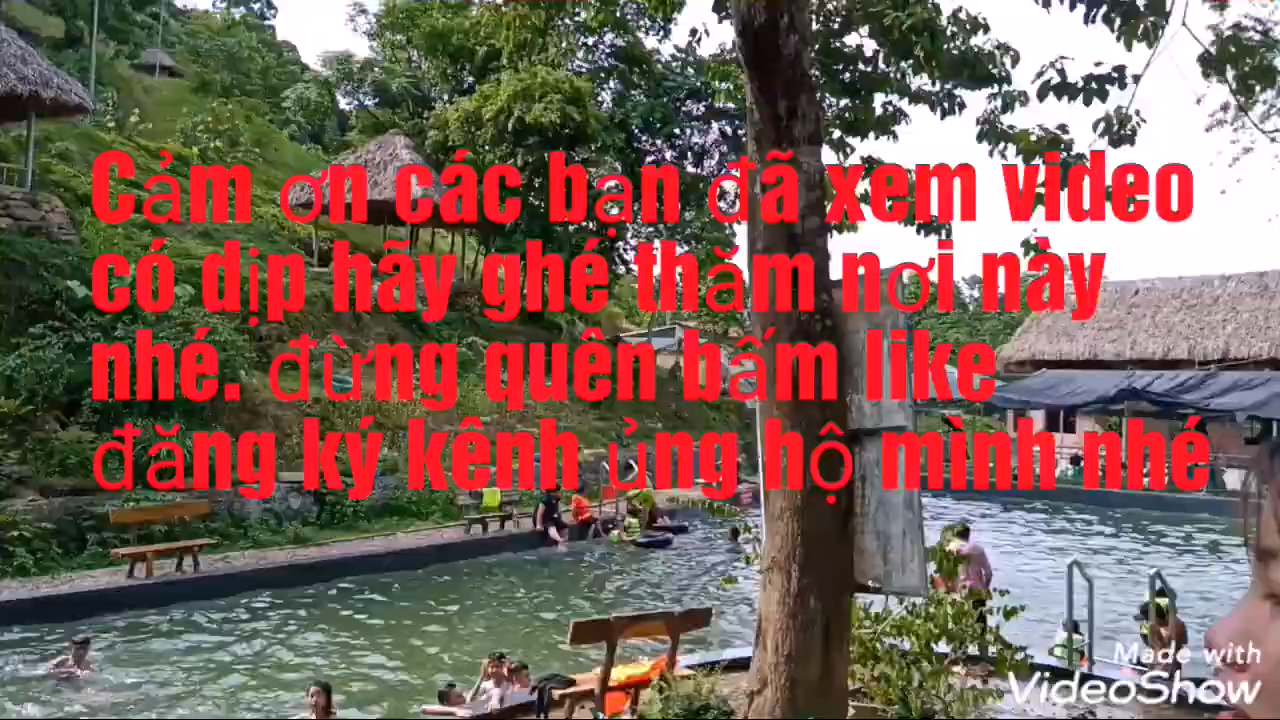 Cảm ơn các bạn đã xem video
có dịp hãy ghé thăm nơi này
nhé. đừng quên bấm like
đăng ký kênh ủng hộ mình nhé
Made with
VideoShow